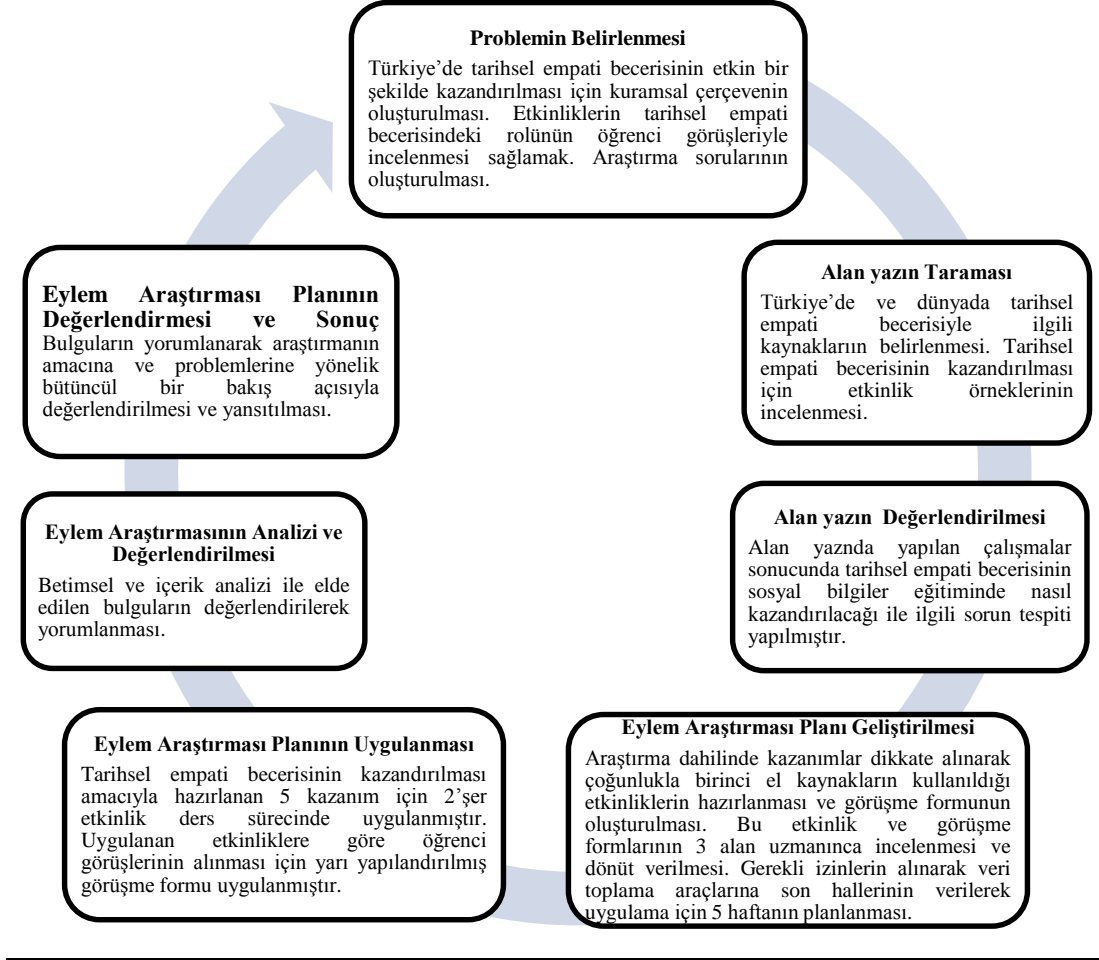 Problemin Belirlenmesi
Türkiye’de tarihsel empati becerisinin etkin bir
şekilde kazandırılması için kuramsal çerçevenin
oluşturulması. Etkinliklerin tarihsel empati
becerisindeki rolünün öğrenci görüşleriyle
incelenmesi sağlamak. Araştırma sorularının
oluşturulması.
Alan yazın Taraması
Türkiye’de ve dünyada tarihsel
empati becerisiyle ilgili
kaynaklarıın belirlenmesi. Tarihsel
empati becerisinin kazandırılması
için etkinlik örneklerinin
incelenmesi.
Alan yazın Değerlendirilmesi
Alan yaznda yapılan çalışmalar
sonucunda tarihsel empati becerisinin
sosyal bilgiler eğitiminde nasıl
kazandırılacağı ile ilgili sorun tespiti
yapılmıştır.
Eylem Araştırması Planı Geliştirilmesi
Araştırma dahilinde kazanımlar dikkate alınarak
çoğunlukla birinci el kaynakların kullanıldığı
etkinliklerin hazırlanması ve görüşme formunun
oluşturulması. Bu etkinlik ve görüşme
formlarının 3 alan uzmanınca incelenmesi ve
dönüt verilmesi. Gerekli izinlerin alınarak veri
toplama araçlarına son hallerinin verilerek
uygulama için 5 haftanın planlanması.
Eylem Araştırması Planının Uygulanması
Tarihsel empati becerisinin kazandırılması
amacıyla hazırlanan 5 kazanım için 2’şer
etkinlik ders sürecinde uygulanmıştır.
Uygulanan etkinliklere göre öğrenci
görüşlerinin alınması için yarı yapılandırılmış
görüşme formu uygulanmıştır.
Eylem Araştırmasının Analizi ve
Değerlendirilmesi
Betimsel ve içerik analizi ile elde
edilen bulguların değerlendirilerek
yorumlanması.
Eylem Araştırması Planının
Değerlendirmesi ve Sonuç
Bulguların yorumlanarak araştırmanın
amacına ve problemlerine yönelik
bütüncül bir bakış açısıyla
değerlendirilmesi ve yansıtılması.